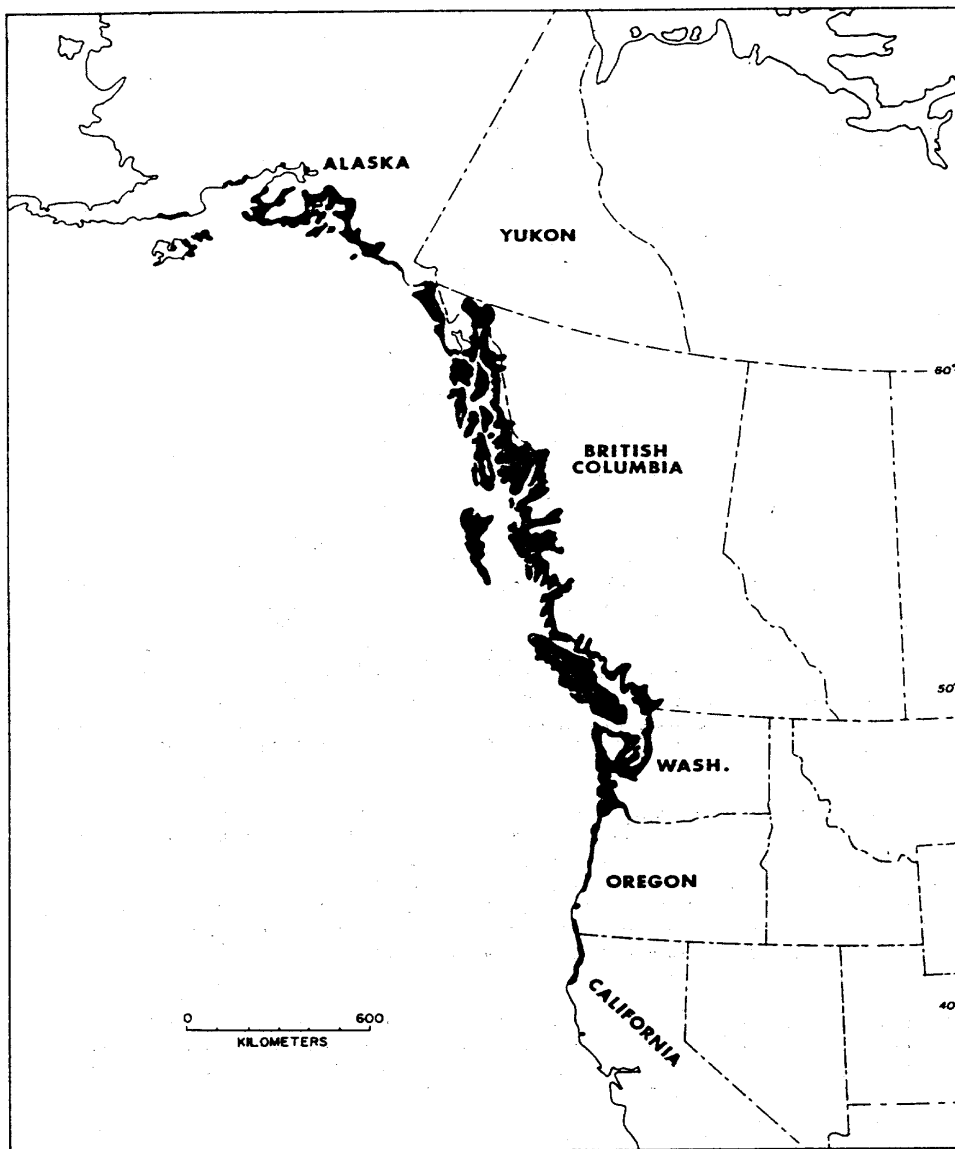 ALASKA
YUKON
60°
BRITISH
COLUMBIA
50°
WASH.
OREGON
CALIFORNIA
40°
0 600
KILOMETERS